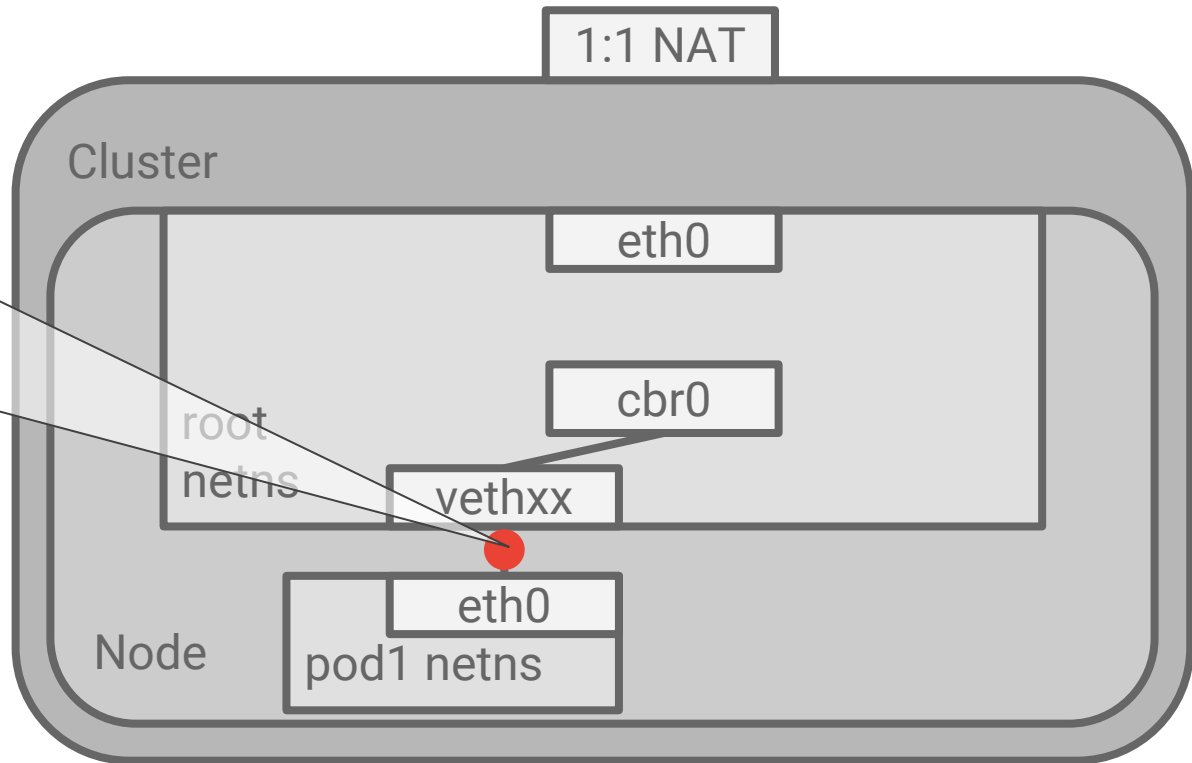 1:1 NAT
Cluster
eth0
cbr0
root
netns
vethxx
eth0
Node
pod1 netns